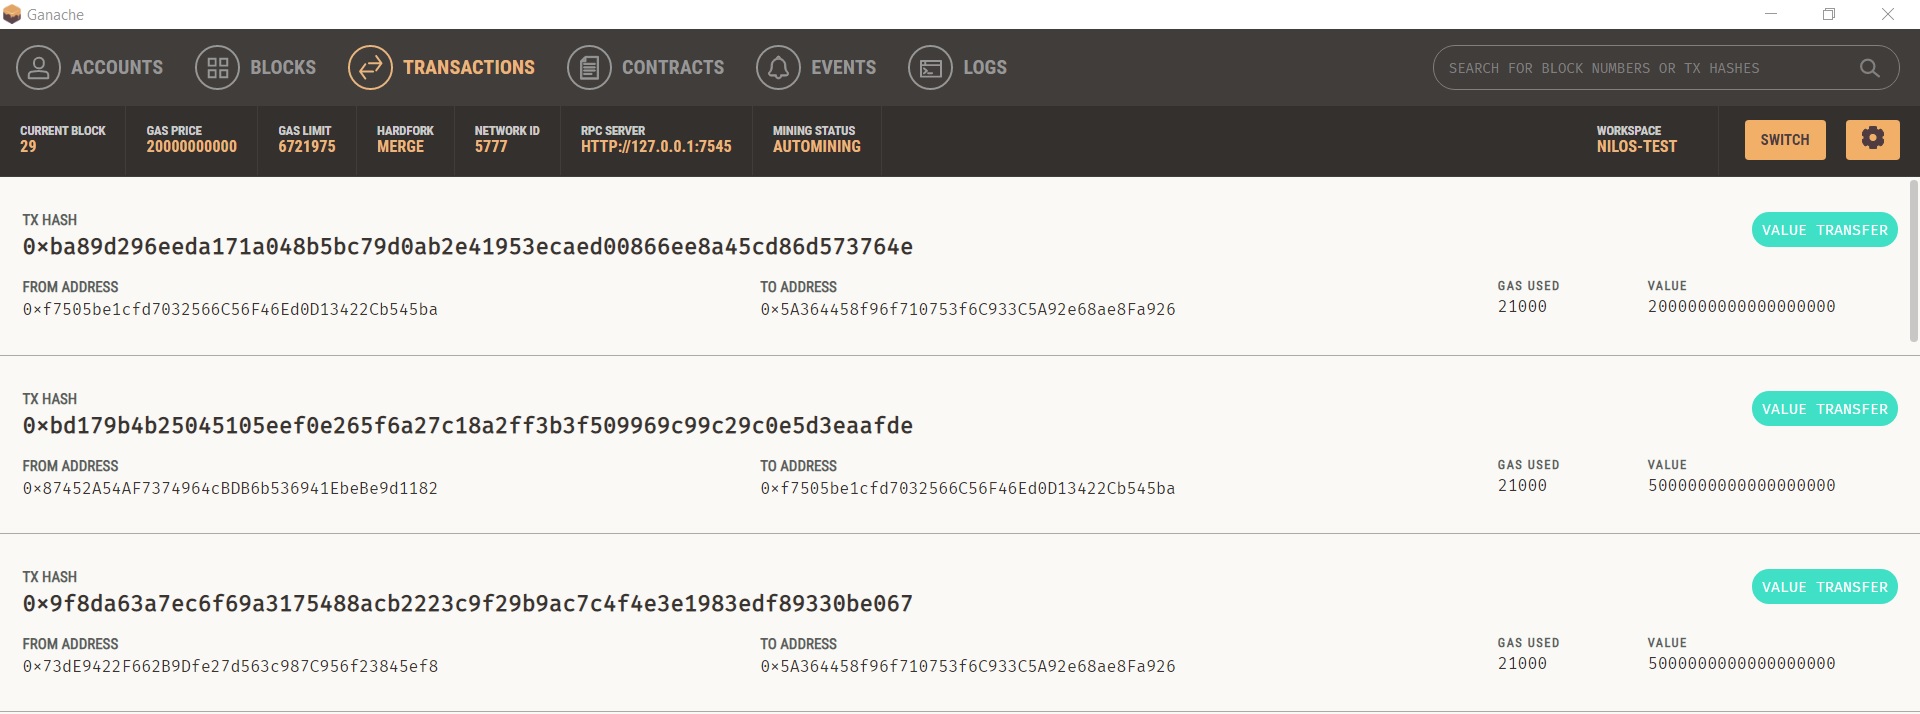 Ganache
ACCOUNTS BLOCKS TRANSACTIONS CONTRACTS EVENTS LOGS SEARCH FOR BLOCK NUMBERS OR TX HASHES
CURRENT BLOCK GAS PRICE GAS LIMIT HARDFORK NETWORK ID RPC SERVER MINING STATUS WORKSPACE
29 20000000000 6721975 MERGE 5777 HTTP://127.0.0.1:7545 AUTOMINING NILOS-TEST SWITCH
TX HASH
0×ba89d296eeda171a048b5bc79d0ab2e41953ecaed00866ee8a45cd86d573764e VALUE TRANSFER
FROM ADDRESS TO ADDRESS GAS USED VALUE
0×f7505be1cfd7032566C56F46Ed0D13422Cb545ba 0×5A364458f96f710753f6C933C5A92e68ae8Fa926 21000 2000000000000000000
TX HASH
0×bd179b4b25045105eef0e265f6a27c18a2ff3b3f509969c99c29c0e5d3eaafde VALUE TRANSFER
FROM ADDRESS TO ADDRESS GAS USED VALUE
0×87452A54AF7374964cBDB6b536941EbeBe9d1182 0×f7505be1cfd7032566C56F46Ed0D13422Cb545ba 21000 5000000000000000000
TX HASH
0×9f8da63a7ec6f69a3175488acb2223c9f29b9ac7c4f4e3e1983edf89330be067 VALUE TRANSFER
FROM ADDRESS TO ADDRESS GAS USED VALUE
0×73dE9422F662B9Dfe27d563c987C956f23845ef8 0×5A364458f96f710753f6C933C5A92e68ae8Fa926 21000 5000000000000000000